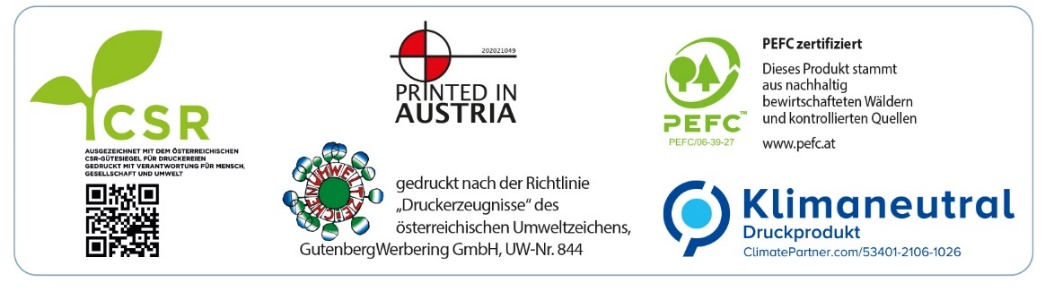 CSR
AUSGEZEICHNET MIT DEM ÖSTERREICHISCHEN
CSR-GÜTESIEGEL FÜR DRUCKEREIEN
GEDRUCKT MIT VERANTWORTUNG FÜR MENSCH,
GESELLSCHAFT UND UMWELT
202021049
PRINTED IN
AUSTRIA
UMWELTZEICHEN
gedruckt nach der Richtlinie
„Druckerzeugnisse“ des
österreichischen Umweltzeichens,
GutenbergWerbering GmbH, UW-Nr. 844
PEFC™
PEFC/06-39-27
PEFC zertifiziert
Dieses Produkt stammt
aus nachhaltig
bewirtschafteten Wäldern
und kontrollierten Quellen
www.pefc.at
Klimaneutral
Druckprodukt
ClimatePartner.com/53401-2106-1026